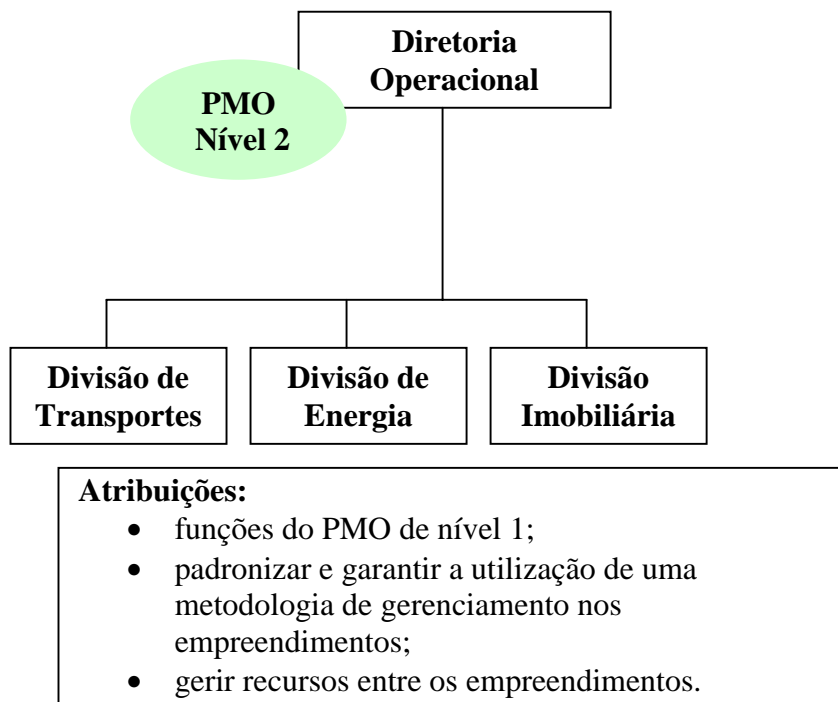 Diretoria
Operacional
PMO
Nível 2
Divisão de
Transportes
Divisão de
Energia
Divisão
Imobiliária
Atribuições:
• funções do PMO de nível 1;
• padronizar e garantir a utilização de uma
metodologia de gerenciamento nos
empreendimentos;
• gerir recursos entre os empreendimentos.